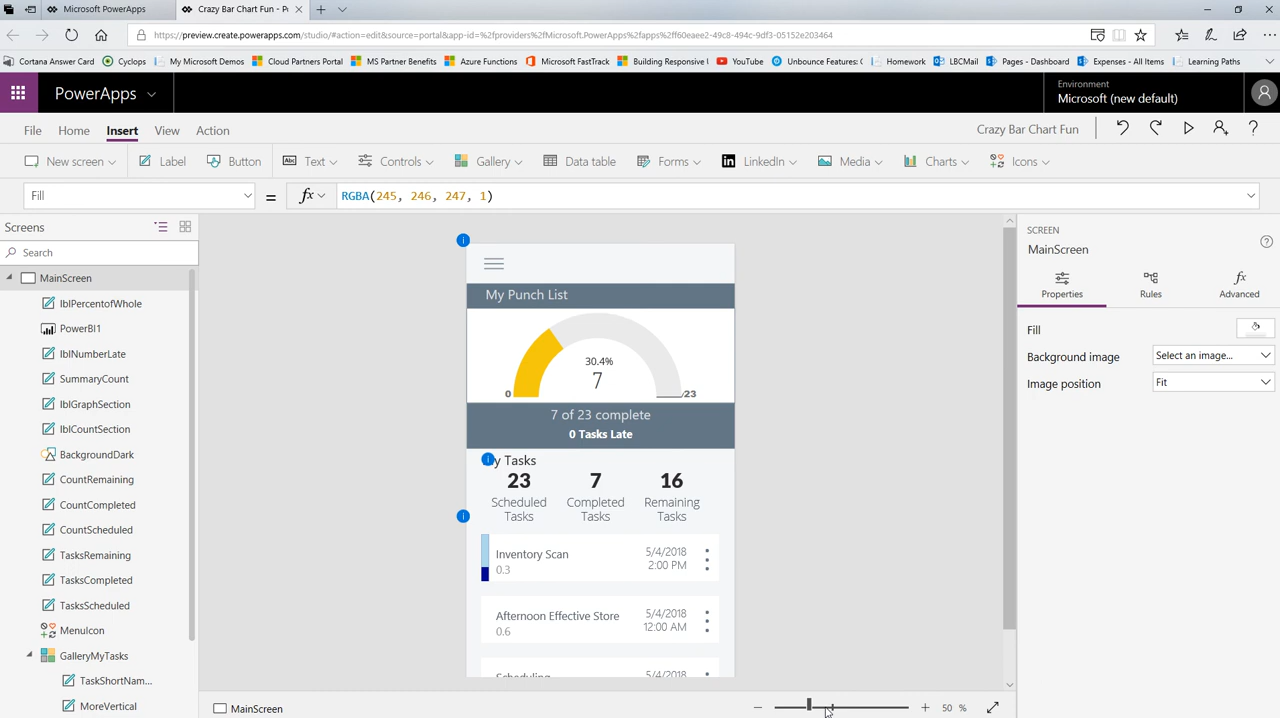 Microsoft PowerApps
Crazy Bar Chart Fun - Po
https://preview.create.powerapps.com/studio/#action=edit&source=portal&app-id=%2fproviders%2fMicrosoft.PowerApps%2fapps%2ff60eaee2-49c8-494c-9df3-05152e203464
Cortana Answer Card
Cyclops
My Microsoft Demos
Cloud Partners Portal
MS Partner Benefits
Azure Functions
Microsoft FastTrack
Building Responsive
YouTube
Unbounce Features:
Homework
LBCMail
Pages - Dashboard
Expenses - All Items
Learning Paths
PowerApps
Environment
Microsoft (new default)
File Home Insert View Action
Crazy Bar Chart Fun
New screen Label Button Text Controls Gallery Data table Forms LinkedIn Media Charts Icons
Fill = fx RGBA(245, 246, 247, 1)
Screens
Search
MainScreen
lblPercentofWhole
PowerBI1
lblNumberLate
SummaryCount
lblGraphSection
lblCountSection
BackgroundDark
CountRemaining
CountCompleted
CountScheduled
TasksRemaining
TasksCompleted
TasksScheduled
MenuIcon
GalleryMyTasks
TaskShortNam...
MoreVertical
My Punch List
30.4%
7
0
23
7 of 23 complete
0 Tasks Late
y Tasks
23 7 16
Scheduled Completed Remaining
Tasks Tasks Tasks
Inventory Scan
0.3
5/4/2018
2:00 PM
Afternoon Effective Store
0.6
5/4/2018
12:00 AM
Scheduling
5/4/2018
SCREEN
MainScreen
Properties Rules Advanced
Fill
Background image Select an image...
Image position Fit
MainScreen
50 %